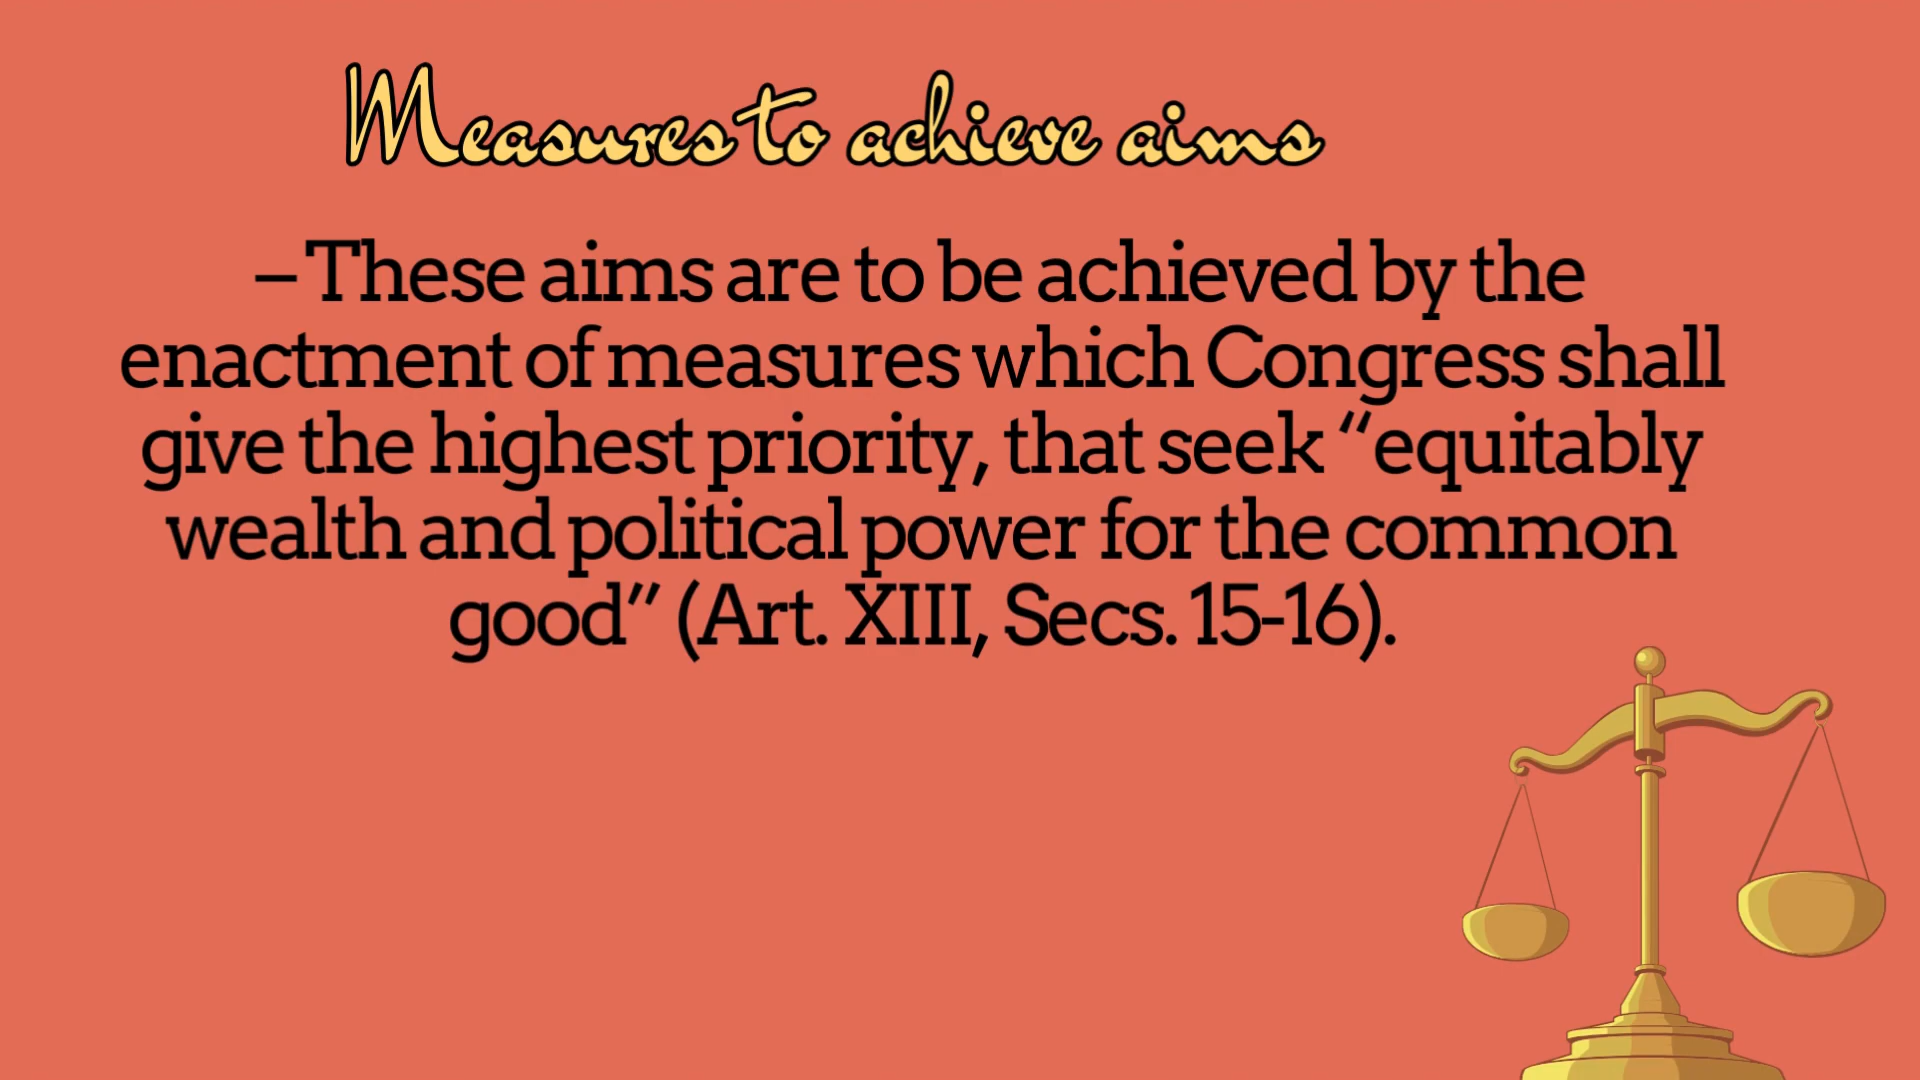 Measures to achieve aims
– These aims are to be achieved by the
enactment of measures which Congress shall
give the highest priority, that seek “equitably
wealth and political power for the common
good” (Art. XIII, Secs. 15-16).